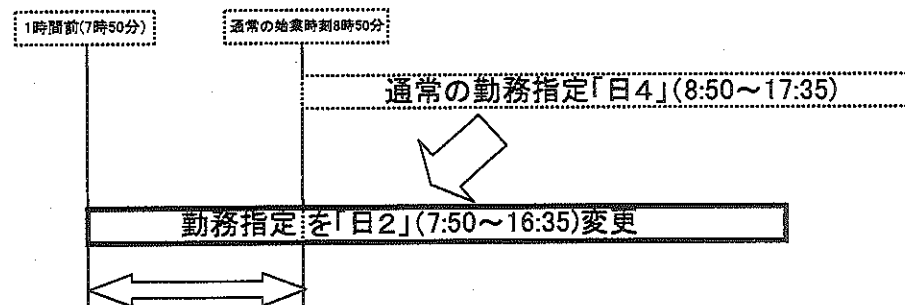 1時間前(7時50分)
通常の始業時刻8時50分
通常の勤務指定「日4」(8:50～17:35)
勤務指定を「日2」(7:50～16:35)変更